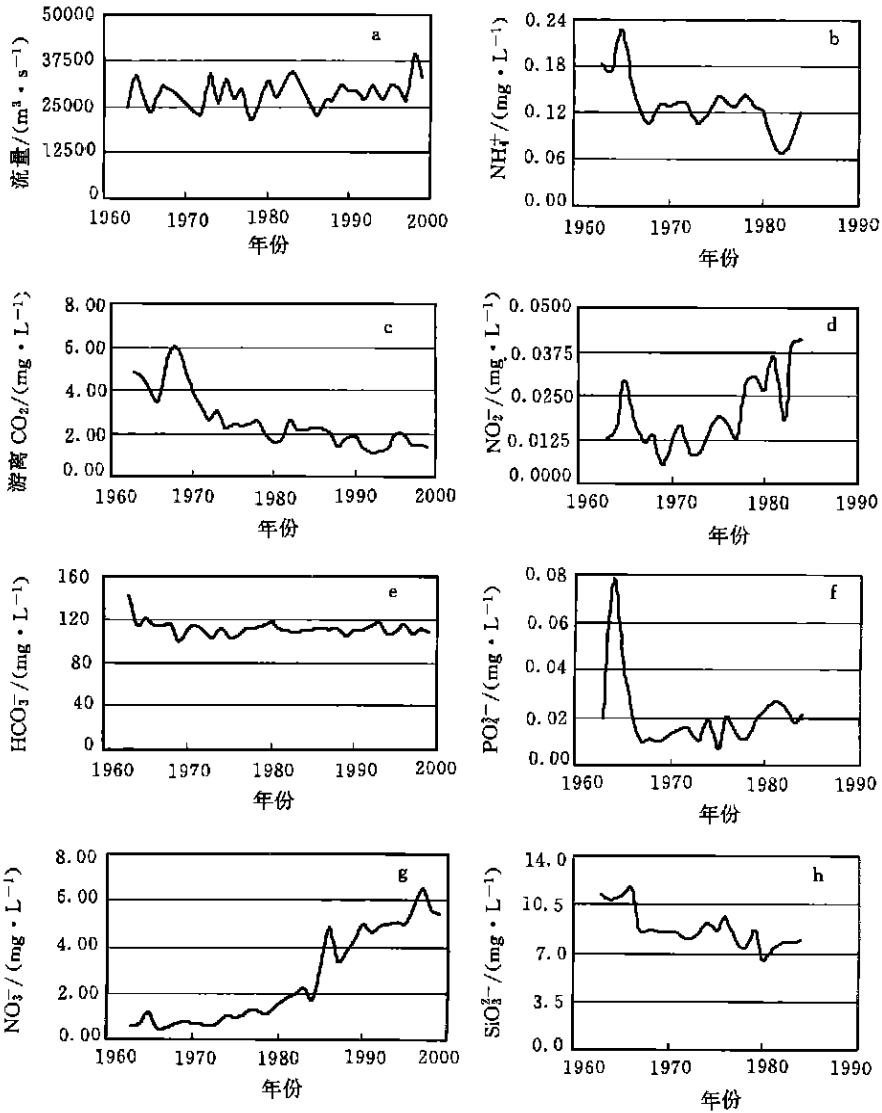 a
流量/(m³·s⁻¹)
50000
37500
25000
12500
0
1960 1970 1980 1990 2000
年份
b
NH₄⁺/(mg·L⁻¹)
0.24
0.18
0.12
0.06
0.00
1960 1970 1980 1990
年份
c
游离 CO₂/(mg·L⁻¹)
8.00
6.00
4.00
2.00
0.00
1960 1970 1980 1990 2000
年份
d
NO₂⁻/(mg·L⁻¹)
0.0500
0.0375
0.0250
0.0125
0.0000
1960 1970 1980 1990
年份
e
HCO₃⁻/(mg·L⁻¹)
160
120
80
40
0
1960 1970 1980 1990 2000
年份
f
PO₄³⁻/(mg·L⁻¹)
0.08
0.06
0.04
0.02
0.00
1960 1970 1980 1990
年份
g
NO₃⁻/(mg·L⁻¹)
8.00
6.00
4.00
2.00
0.00
1960 1970 1980 1990 2000
年份
h
SiO₃²⁻/(mg·L⁻¹)
14.0
10.5
7.0
3.5
0.0
1960 1970 1980 1990
年份